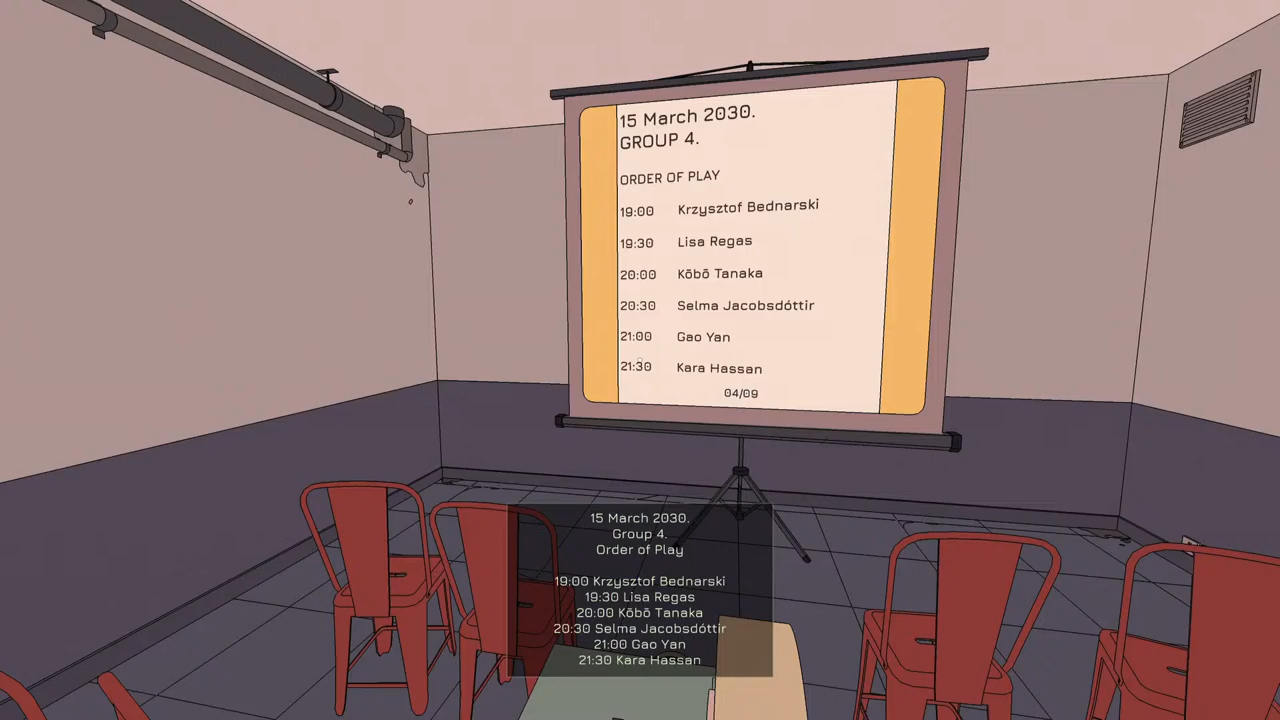 15 March 2030.
GROUP 4.
ORDER OF PLAY
19:00 Krzysztof Bednarski
19:30 Lisa Regas
20:00 Kōbō Tanaka
20:30 Selma Jacobsdóttir
21:00 Gao Yan
21:30 Kara Hassan
04/09
15 March 2030.
Group 4.
Order of Play
19:00 Krzysztof Bednarski
19:30 Lisa Regas
20:00 Kōbō Tanaka
20:30 Selma Jacobsdóttir
21:00 Gao Yan
21:30 Kara Hassan